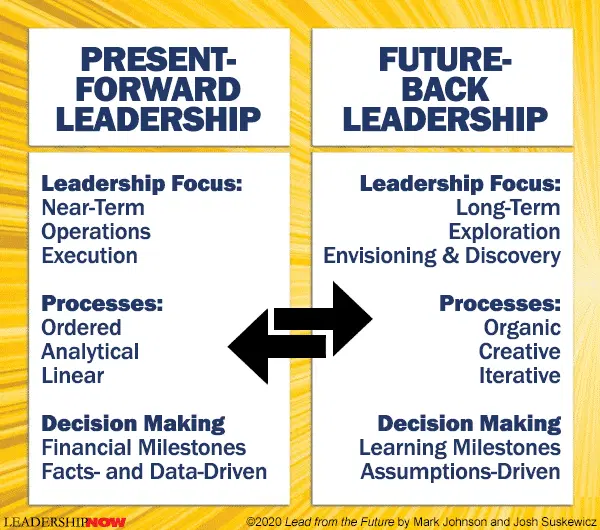 PRESENT-
FORWARD
LEADERSHIP
Leadership Focus:
Near-Term
Operations
Execution
Processes:
Ordered
Analytical
Linear
Decision Making
Financial Milestones
Facts- and Data-Driven
FUTURE-
BACK
LEADERSHIP
Leadership Focus:
Long-Term
Exploration
Envisioning & Discovery
Processes:
Organic
Creative
Iterative
Decision Making
Learning Milestones
Assumptions-Driven
LEADERSHIPNOW
©2020 Lead from the Future by Mark Johnson and Josh Suskewicz